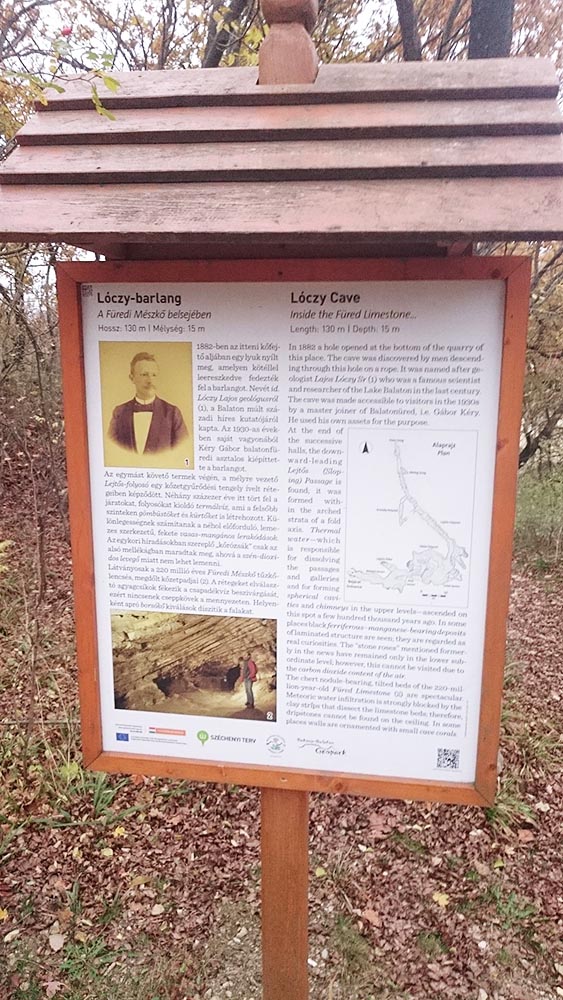 Lóczy-barlang
A Füredi Mészkő belsejében
Hossz: 130 m | Mélység: 15 m
1882-ben az itteni kőfej-
tő aljában egy lyuk nyílt
meg, amelyen kötéllel
leereszkedve fedezték
fel a barlangot. Nevét id.
Lóczy Lajos geológusról
(1), a Balaton múlt szá-
zadi híres kutatójáról
kapta. Az 1930-as évek-
ben saját vagyonából
Kéry Gábor balatonfü-
redi asztalos kiépíttet-
te a barlangot.
Az egymást követő termek végén, a mélyre vezető
Lejtős-folyosó egy kőzetgyűrődési tengely ívelt réte-
geiben képződött. Néhány százezer éve itt tört fel a
járatokat, folyosókat kioldó termálvíz, ami a felsőbb
szinteken gömbüstöket és kürtőket is létrehozott. Kü-
lönlegességnek számítanak a néhol előforduló, leme-
zes szerkezetű, fekete vasas-mangános lerakódások.
Az egykori híradásokban szereplő „kőrózsák” csak az
alsó mellékágban maradtak meg, ahová a szén-dioxi-
dos levegő miatt nem lehet lemenni.
Látványosak a 220 millió éves Füredi Mészkő tűzkő-
lencsés, megdőlt kőzetpadjai (2). A rétegeket elválasz-
tó agyagcsíkok fékezik a csapadékvíz beszivárgását,
ezért nincsenek cseppkövek a mennyezeten. Helyen-
ként apró borsókő kiválások díszítik a falakat.
1
2
Lóczy Cave
Inside the Füred Limestone...
Length: 130 m | Depth: 15 m
In 1882 a hole opened at the bottom of the quarry of
this place. The cave was discovered by men descend-
ing through this hole on a rope. It was named after ge-
ologist Lajos Lóczy Sr (1) who was a famous scientist
and researcher of the Lake Balaton in the last century.
The cave was made accessible to visitors in the 1930s
by a master joiner of Balatonfüred, i.e. Gábor Kéry.
He used his own assets for the purpose.
At the end of
the successive
halls, the down-
ward-leading
Lejtős (Slop-
ing) Passage is
found, it was
formed with-
in the arched
strata of a fold
axis. Thermal
water—which
is responsible
for dissolving
the passages
and galleries
and for forming
spherical cavi-
ties and chimneys in the upper levels—ascended on
this spot a few hundred thousand years ago. In some
places black ferriferous-manganese-bearing deposits
of laminated structure are seen; they are regarded as
real curiosities. The "stone roses" mentioned former-
ly in the news have remained only in the lower sub-
ordinate level; however, this cannot be visited due to
the carbon dioxide content of the air.
The chert nodule-bearing, tilted beds of the 220-mil-
lion-year-old Füred Limestone (2) are spectacular.
Meteoric water infiltration is strongly blocked by the
clay strips that dissect the limestone beds; therefore,
dripstones cannot be found on the ceiling. In some
places walls are ornamented with small cave corals.
Alaprajz
Plan
SZÉCHENYI TERV
Bakony–Balaton
Geopark